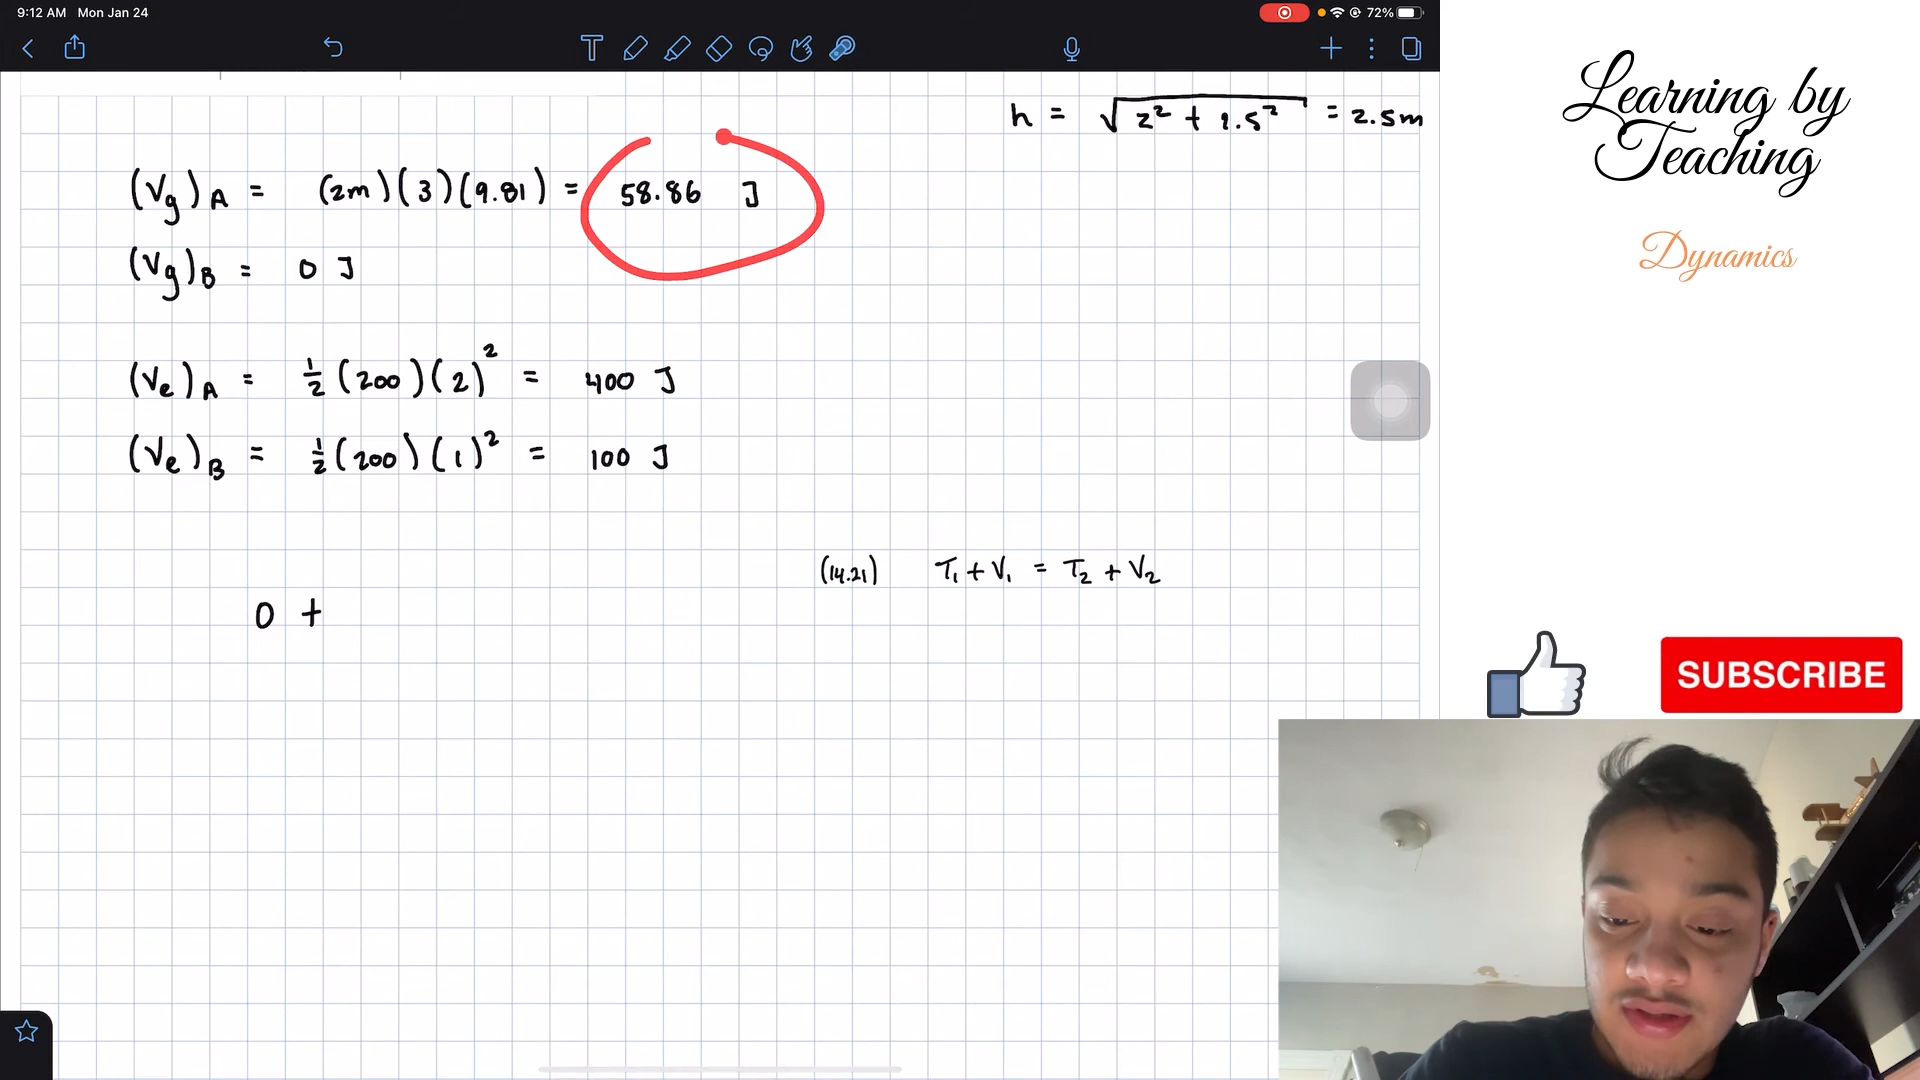 9:12 AM Mon Jan 24
72%
h = √(2² + 1.5²) = 2.5m
(Vg)A = (2m)(3)(9.81) = 58.86 J
(Vg)B = 0 J
(Ve)A = ½(200)(2)² = 400 J
(Ve)B = ½(200)(1)² = 100 J
(14.21) T₁ + V₁ = T₂ + V₂
0 +
Learning by
Teaching
Dynamics
SUBSCRIBE